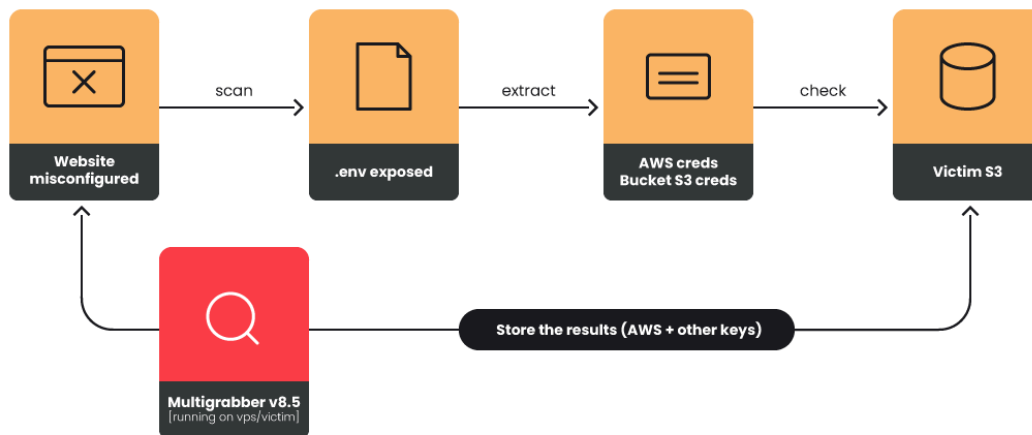 scan
extract
check
Website
misconfigured
.env exposed
AWS creds
Bucket S3 creds
Victim S3
Store the results (AWS + other keys)
Multigrabber v8.5
[running on vps/victim]